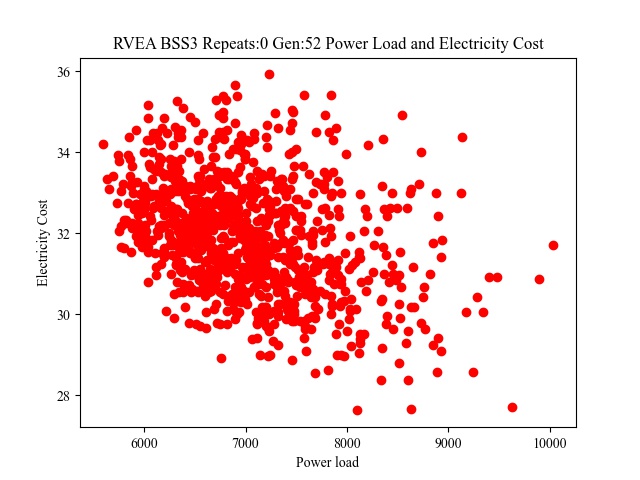 RVEA BSS3 Repeats:0 Gen:52 Power Load and Electricity Cost
36
34
32
30
28
Electricity Cost
6000 7000 8000 9000 10000
Power load